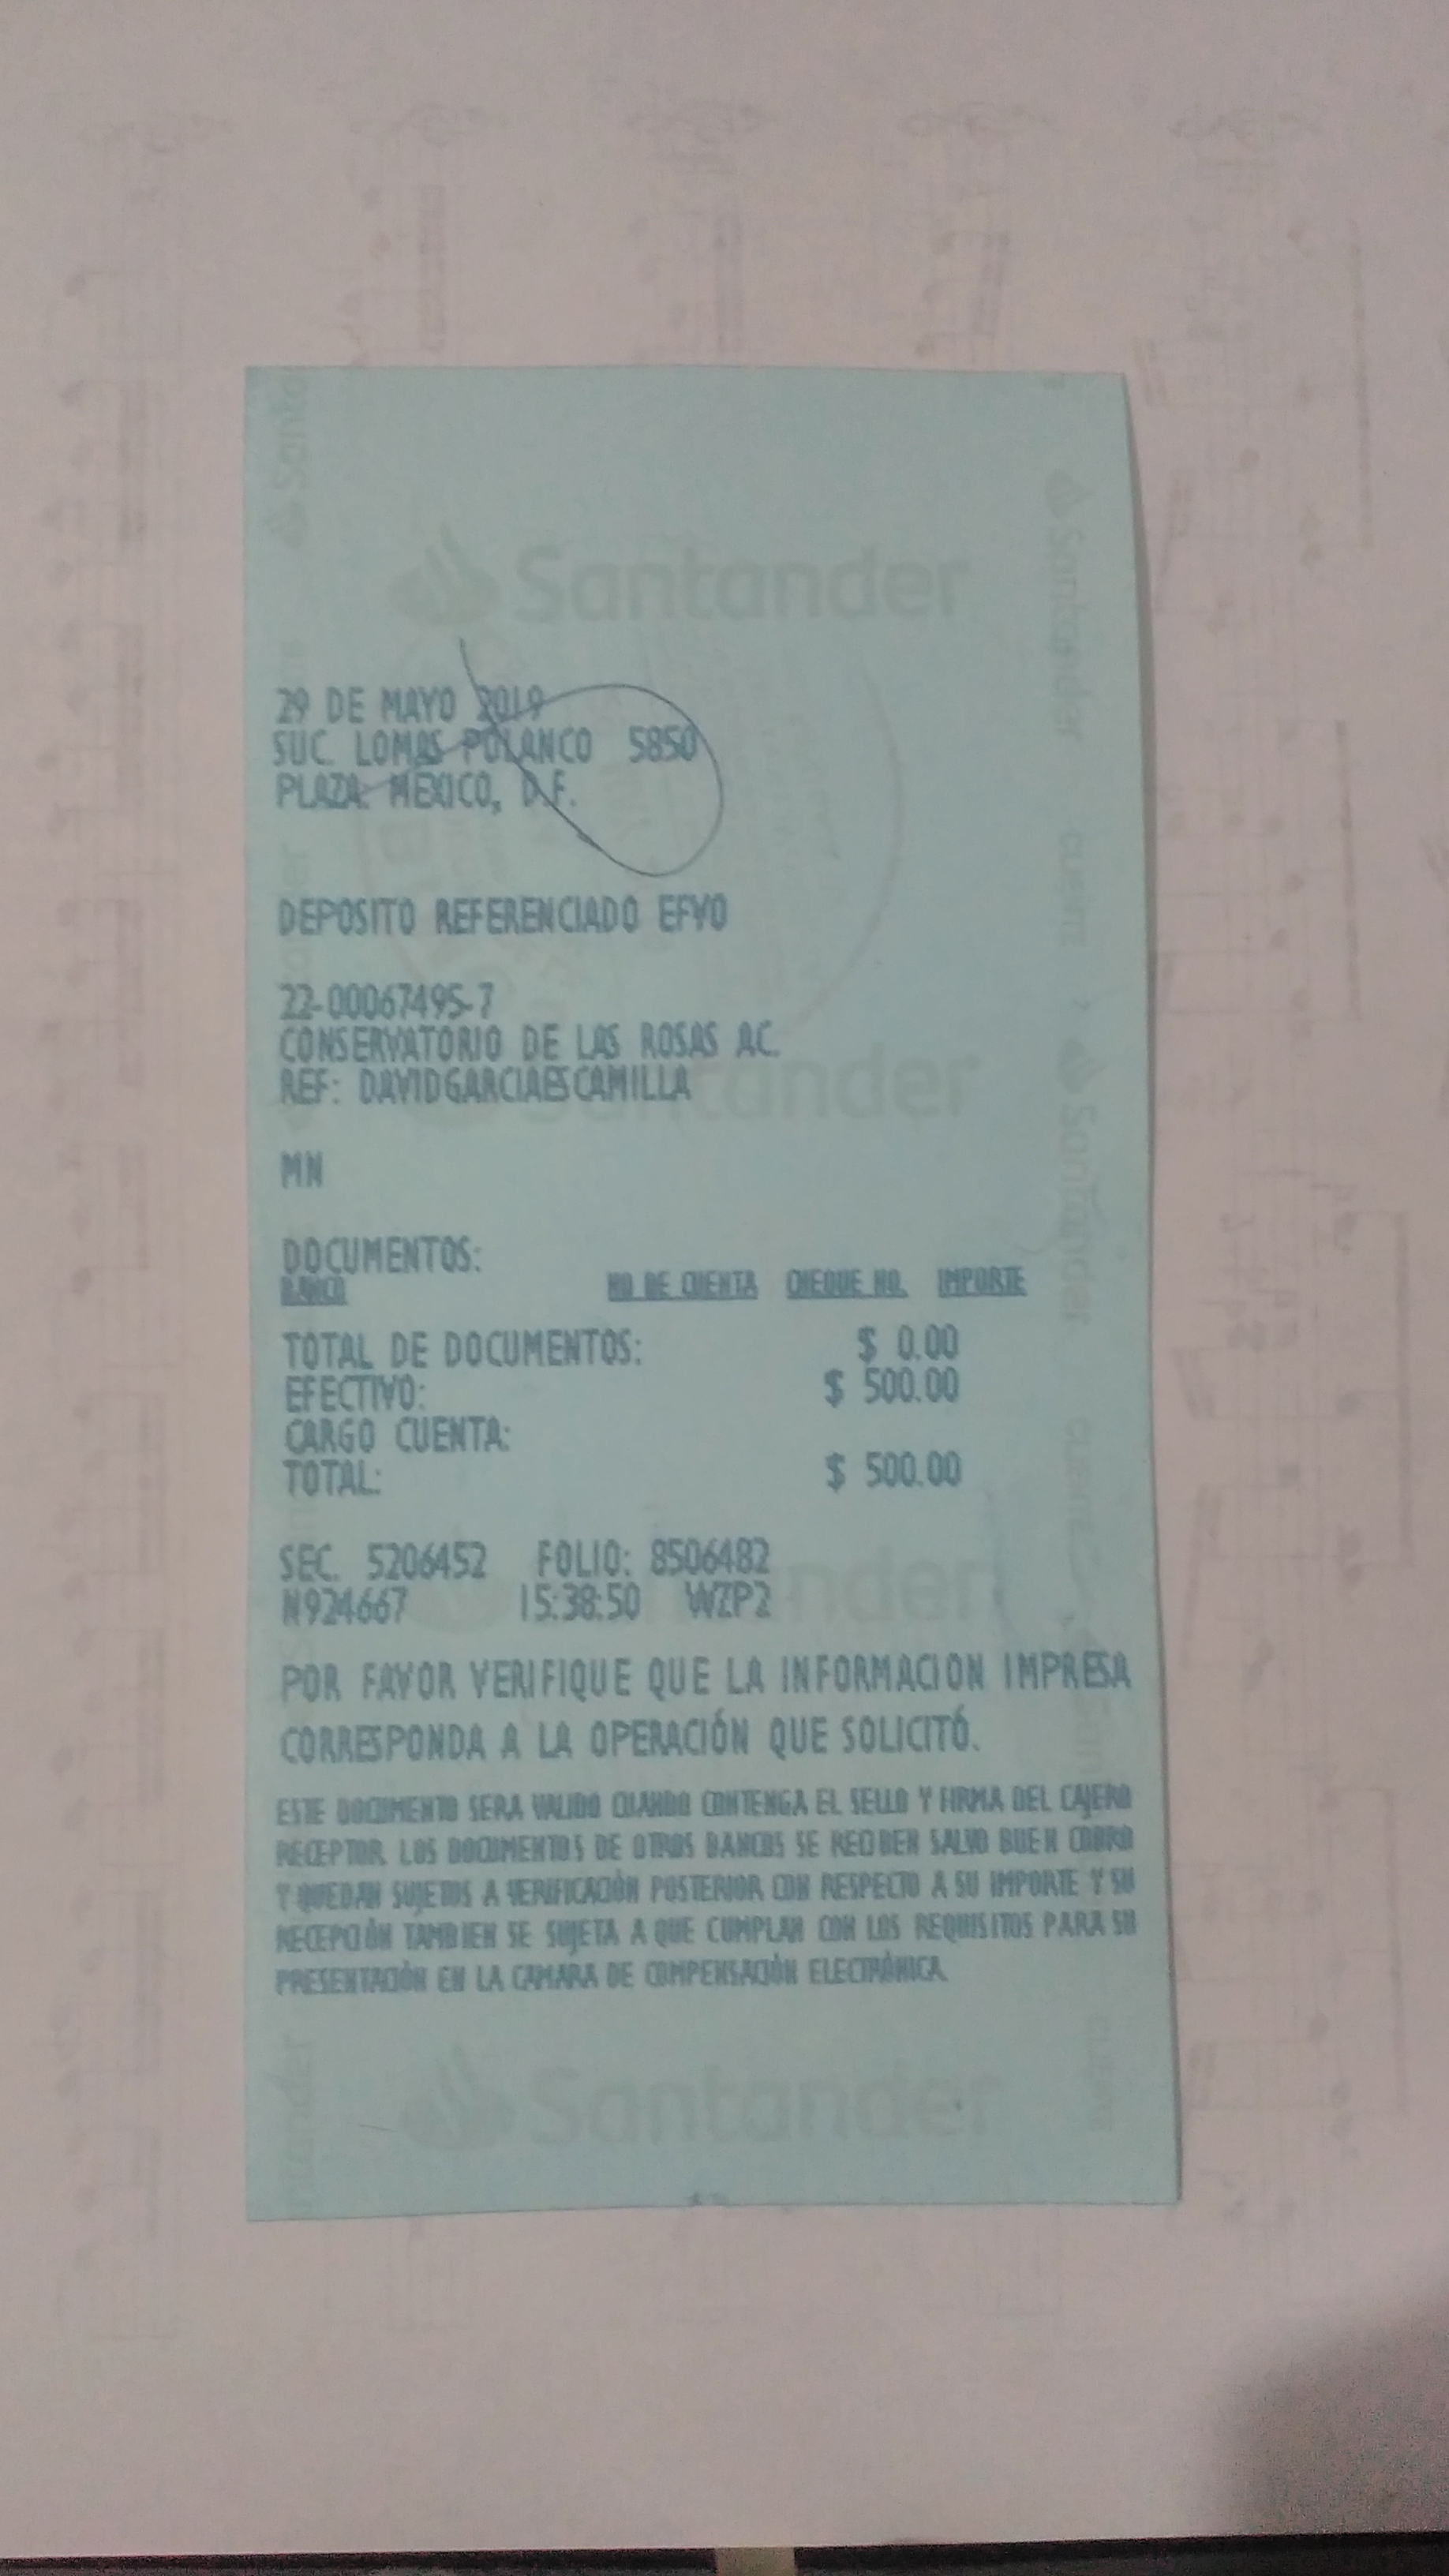 Santander
29 DE MAYO 2019
SUC. LOMAS POLANCO 5850
PLAZA: MEXICO, D.F.
DEPOSITO REFERENCIADO EFVO
22-00067495-7
CONSERVATORIO DE LAS ROSAS AC.
REF: DAVIDGARCIAESCAMILLA
MN
DOCUMENTOS:
BANCO NO. DE CUENTA CHEQUE NO. IMPORTE
TOTAL DE DOCUMENTOS: $ 0.00
EFECTIVO: $ 500.00
CARGO CUENTA:
TOTAL: $ 500.00
SEC. 5206452 FOLIO: 8506482
N924667 15:38:50 WZP2
POR FAVOR VERIFIQUE QUE LA INFORMACION IMPRESA
CORRESPONDA A LA OPERACIÓN QUE SOLICITÓ.
ESTE DOCUMENTO SERA VALIDO CUANDO CONTENGA EL SELLO Y FIRMA DEL CAJERO
RECEPTOR. LOS DOCUMENTOS DE OTROS BANCOS SE RECIBEN SALVO BUEN COBRO
Y QUEDAN SUJETOS A VERIFICACIÓN POSTERIOR CON RESPECTO A SU IMPORTE Y SU
RECEPCIÓN TAMBIEN SE SUJETA A QUE CUMPLAN CON LOS REQUISITOS PARA SU
PRESENTACIÓN EN LA CAMARA DE COMPENSACIÓN ELECTRÓNICA.
Santander